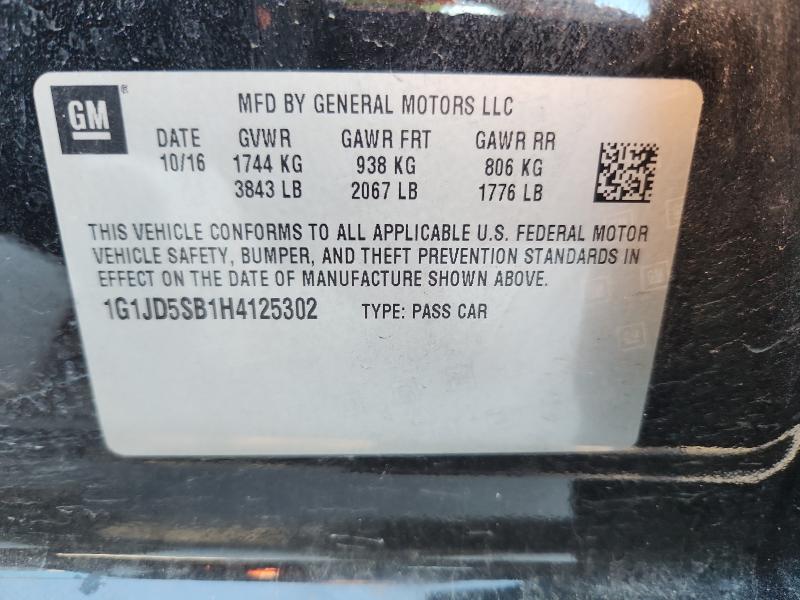 GM ®
MFD BY GENERAL MOTORS LLC
DATE GVWR GAWR FRT GAWR RR
10/16 1744 KG 938 KG 806 KG
3843 LB 2067 LB 1776 LB
THIS VEHICLE CONFORMS TO ALL APPLICABLE U.S. FEDERAL MOTOR
VEHICLE SAFETY, BUMPER, AND THEFT PREVENTION STANDARDS IN
EFFECT ON THE DATE OF MANUFACTURE SHOWN ABOVE.
1G1JD5SB1H4125302 TYPE: PASS CAR